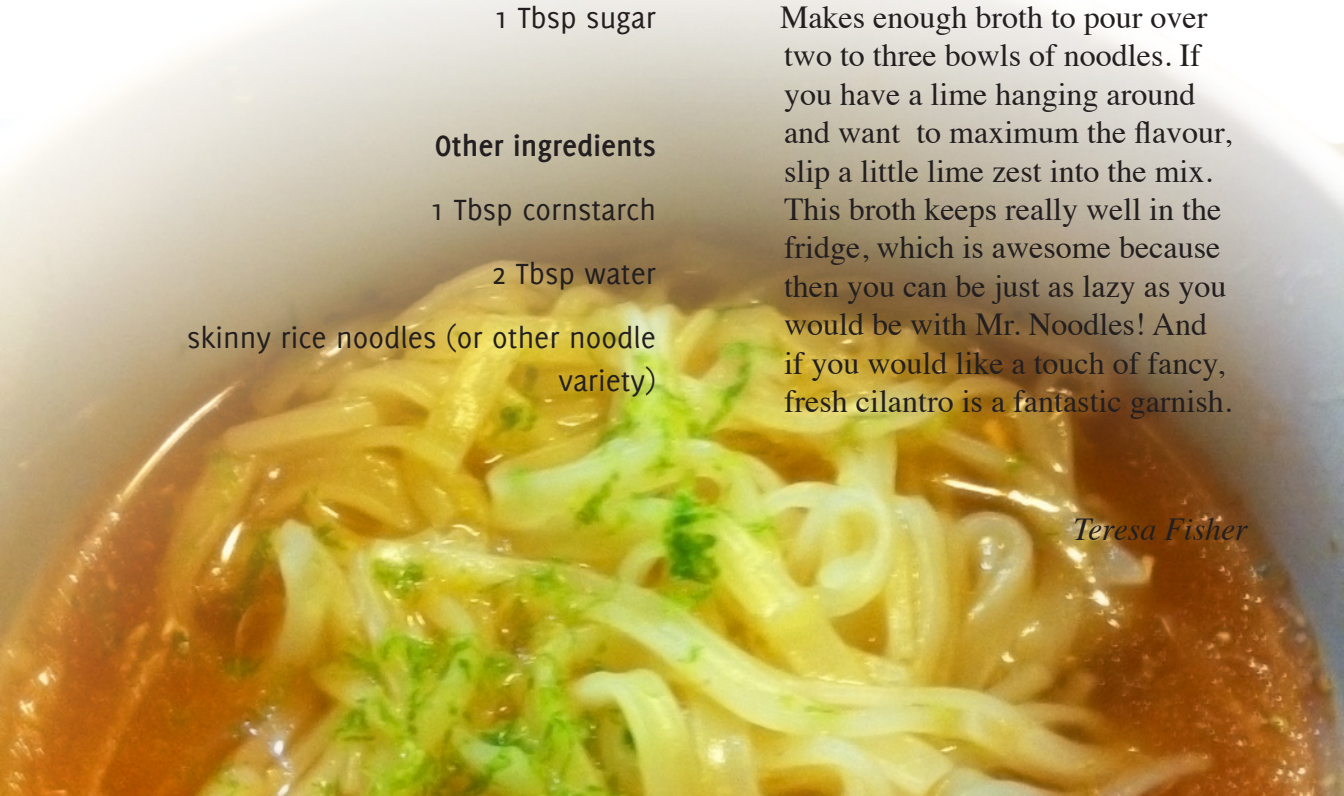 1 Tbsp sugar
Other ingredients
1 Tbsp cornstarch
2 Tbsp water
skinny rice noodles (or other noodle
variety)
Makes enough broth to pour over
two to three bowls of noodles. If
you have a lime hanging around
and want  to maximum the flavour,
slip a little lime zest into the mix.
This broth keeps really well in the
fridge, which is awesome because
then you can be just as lazy as you
would be with Mr. Noodles! And
if you would like a touch of fancy,
fresh cilantro is a fantastic garnish.
Teresa Fisher